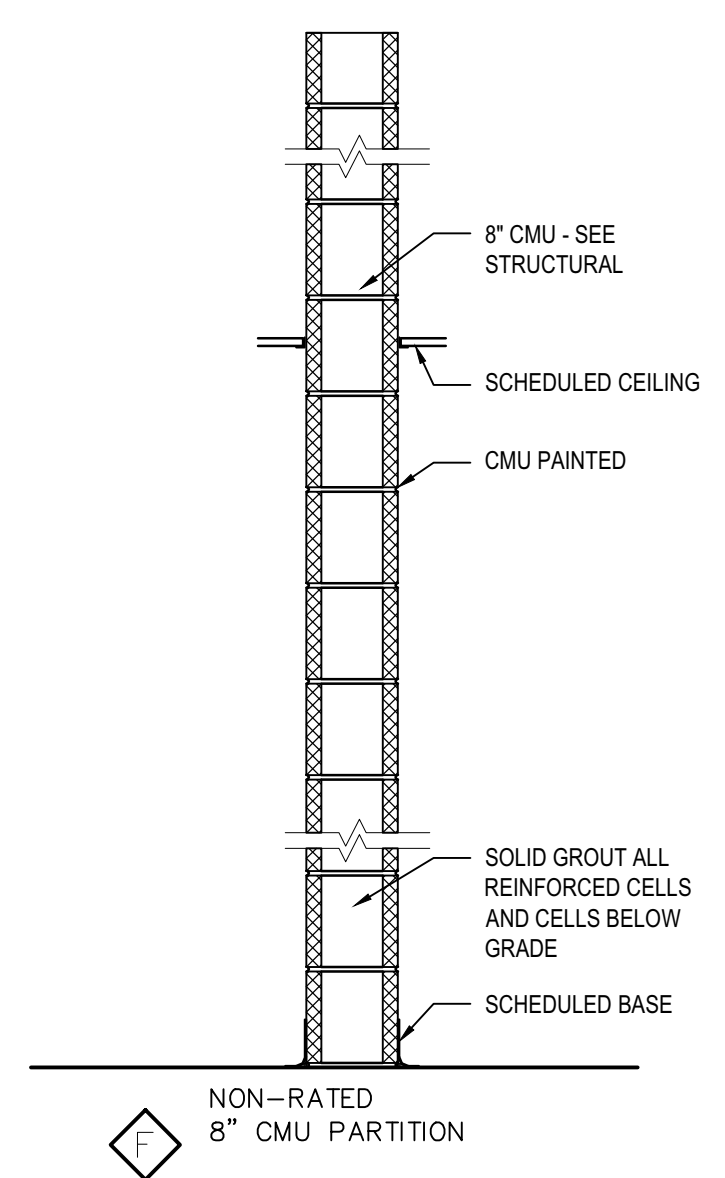 8" CMU - SEE
STRUCTURAL
SCHEDULED CEILING
CMU PAINTED
SOLID GROUT ALL
REINFORCED CELLS
AND CELLS BELOW
GRADE
SCHEDULED BASE
NON-RATED
8" CMU PARTITION
F